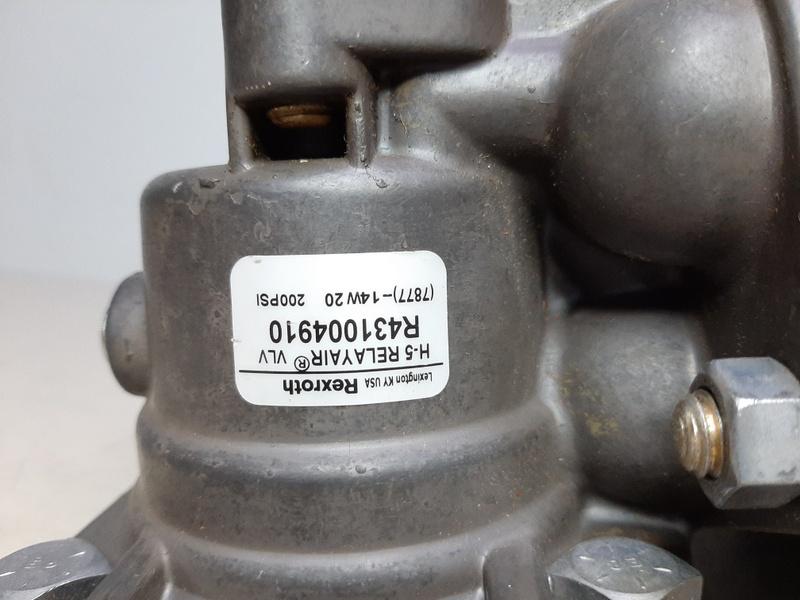 Lexington KY USA Rexroth
H-5 RELAYAIR® VLV
R431004910
(7877)-14W20 200PSI